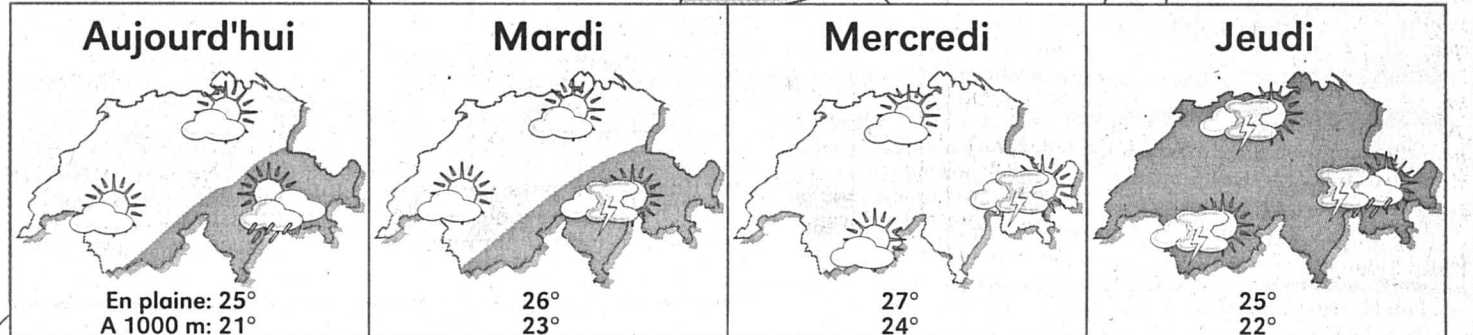 Aujourd'hui
En plaine: 25°
A 1000 m: 21°
Mardi
26°
23°
Mercredi
27°
24°
Jeudi
25°
22°